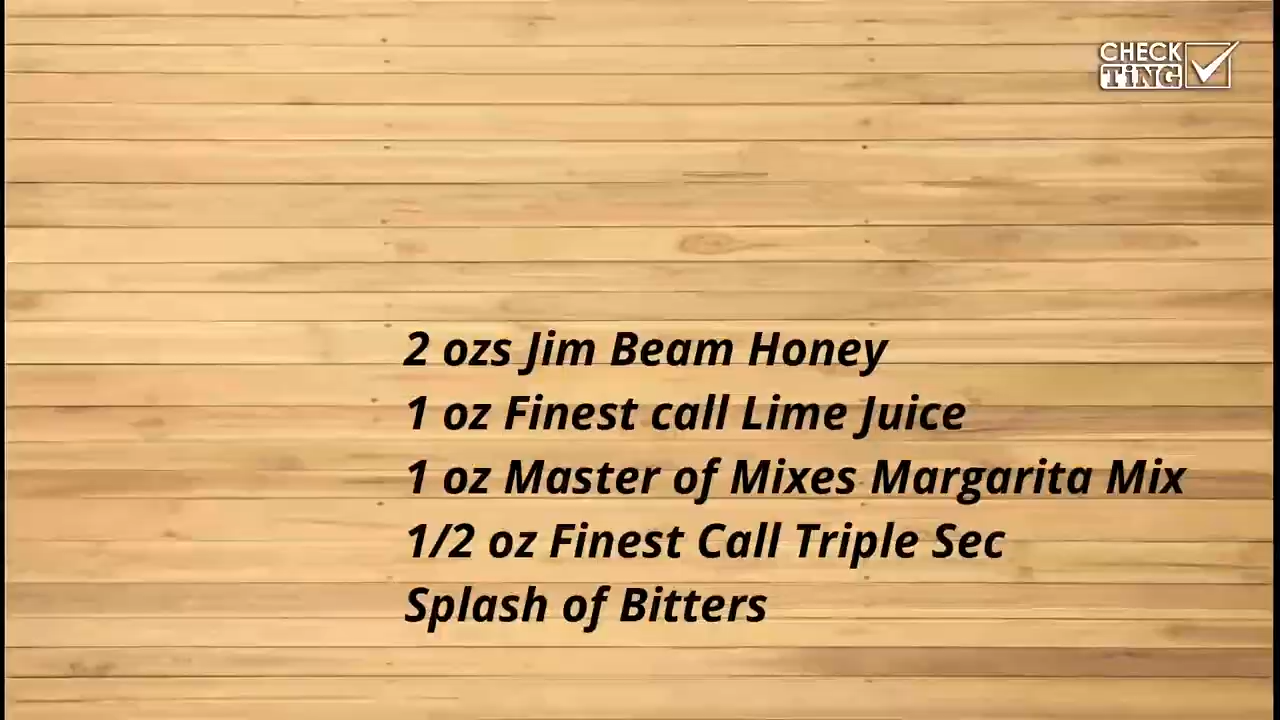 CHECK
TiNG
2 ozs Jim Beam Honey
1 oz Finest call Lime Juice
1 oz Master of Mixes Margarita Mix
1/2 oz Finest Call Triple Sec
Splash of Bitters